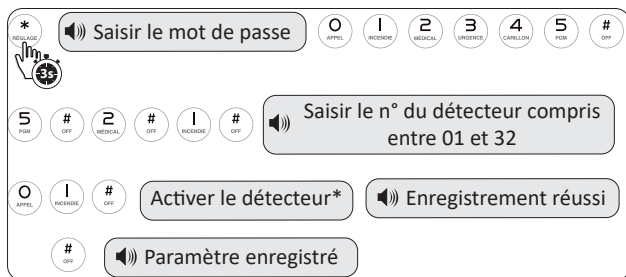 * RÉGLAGE 3s Saisir le mot de passe 0 APPEL 1 INCENDIE 2 MÉDICAL 3 URGENCE 4 CARILLON 5 PGM # OFF
5 PGM # OFF 2 MÉDICAL # OFF 1 INCENDIE # OFF Saisir le n° du détecteur compris
entre 01 et 32
0 APPEL 1 INCENDIE # OFF Activer le détecteur* Enregistrement réussi
# OFF Paramètre enregistré